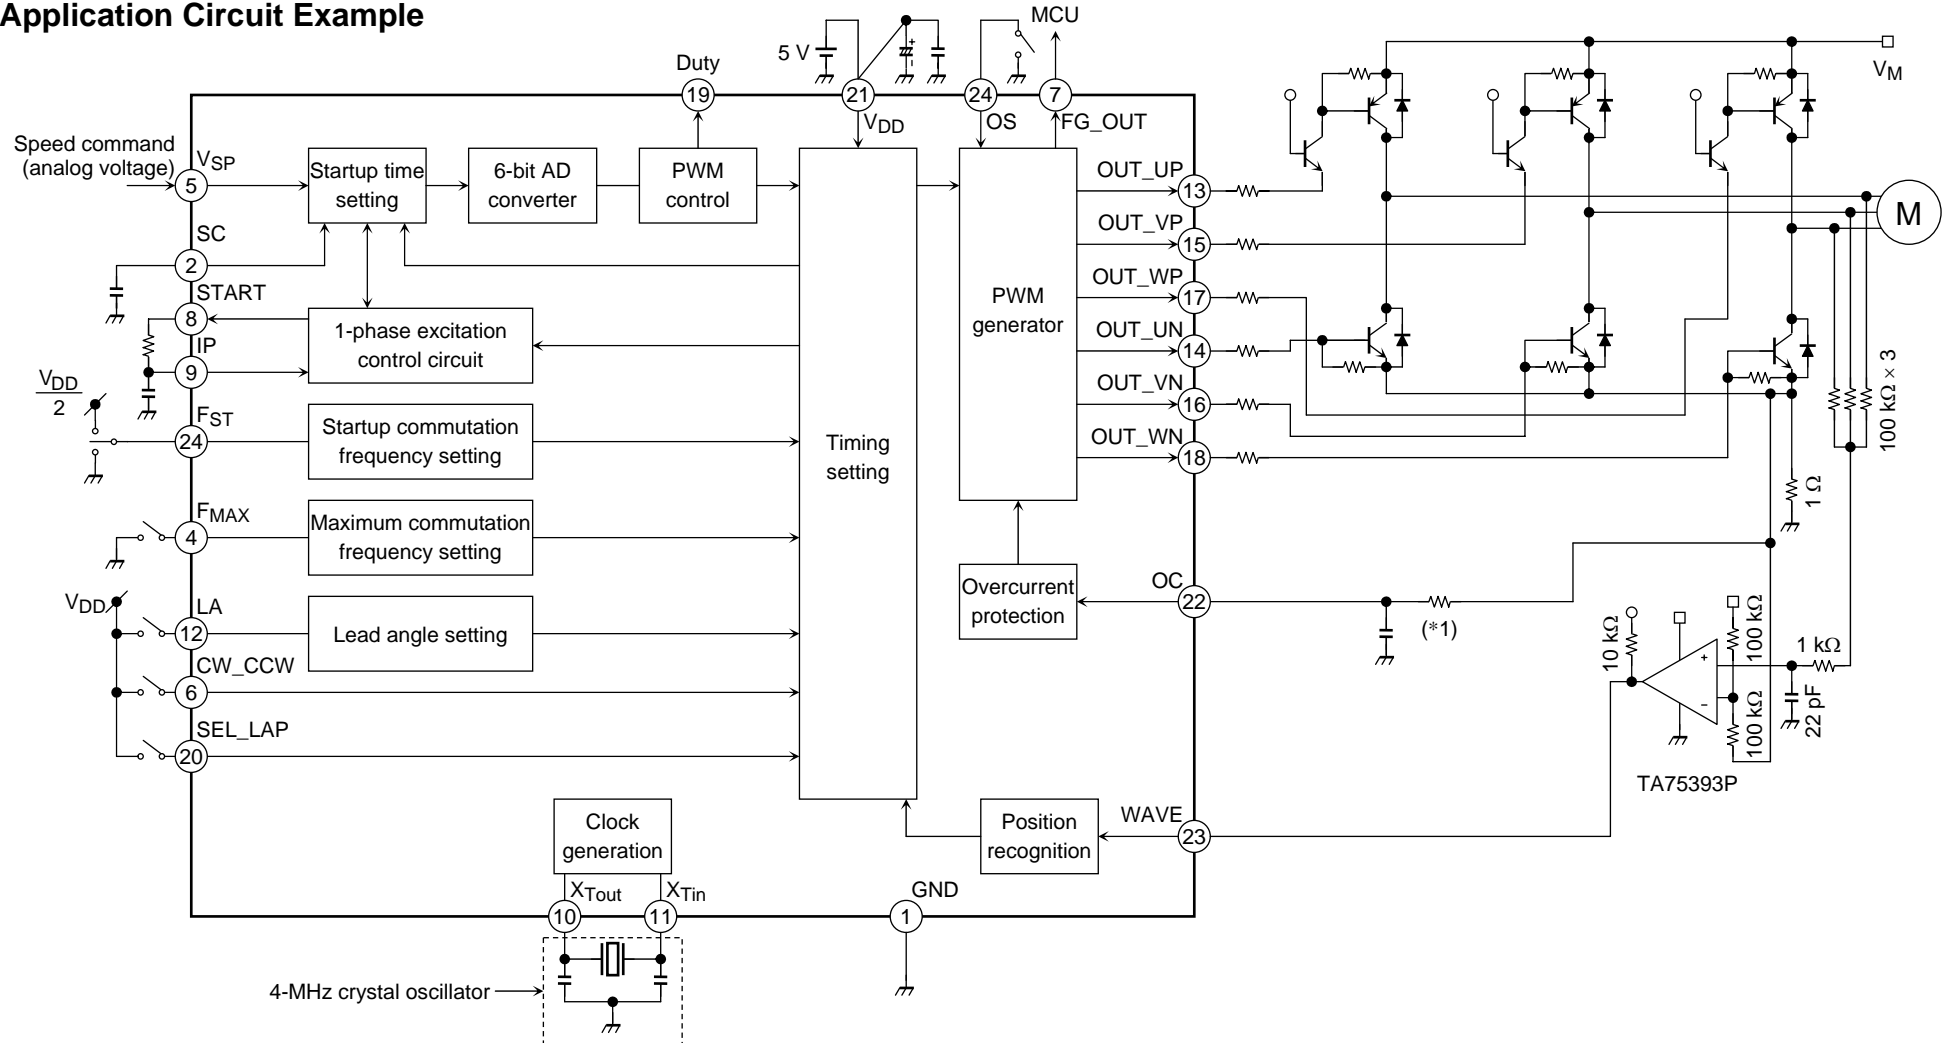 Application Circuit Example
MCU
5 V
Duty
19
21
24
7
VM
VDD
OS
FG_OUT
Speed command
(analog voltage)
VSP
5
Startup time
setting
6-bit AD
converter
PWM
control
OUT_UP
13
SC
2
OUT_VP
15
M
START
8
OUT_WP
17
PWM
generator
1-phase excitation
control circuit
IP
9
OUT_UN
14
VDD
2
OUT_VN
16
100 kΩ × 3
FST
24
Startup commutation
frequency setting
Timing
setting
OUT_WN
18
1 Ω
FMAX
4
Maximum commutation
frequency setting
Overcurrent
protection
OC
22
(*1)
VDD
LA
12
Lead angle setting
10 kΩ
100 kΩ
1 kΩ
+
−
100 kΩ
22 pF
CW_CCW
6
SEL_LAP
20
TA75393P
Clock
generation
Position
recognition
WAVE
23
XTout
XTin
GND
10
11
1
4-MHz crystal oscillator